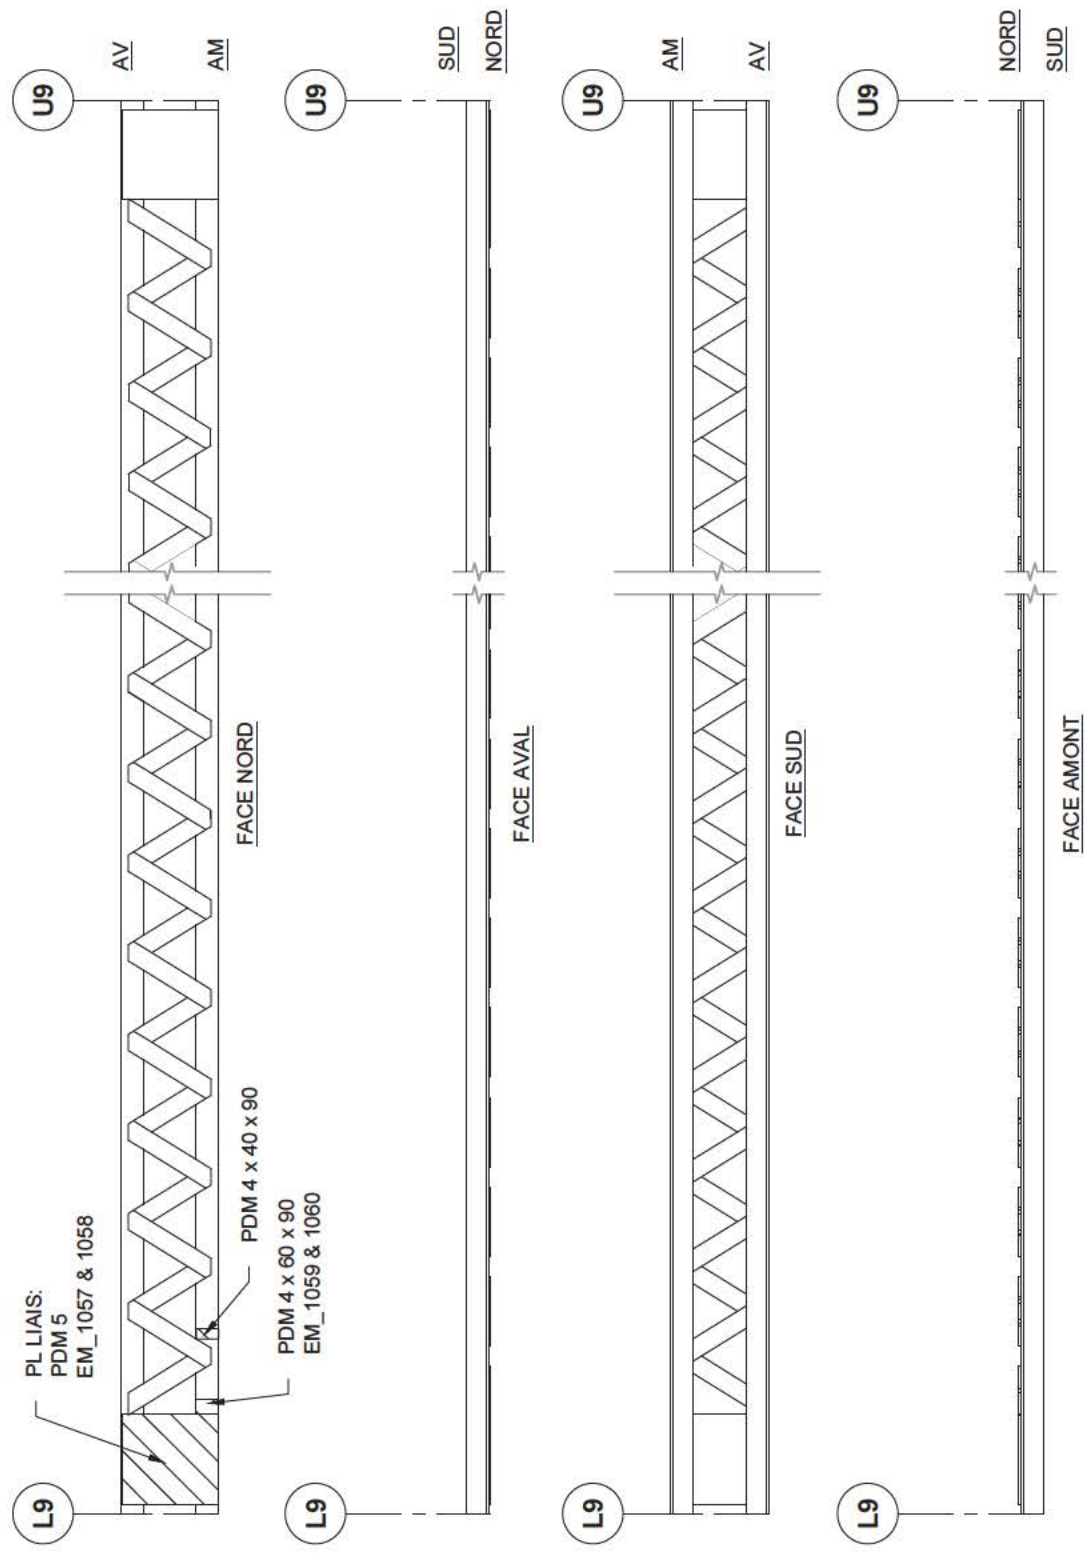 L9
U9
AV
AM
PL LIAIS:
PDM 5
EM_1057 & 1058
PDM 4 x 40 x 90
PDM 4 x 60 x 90
EM_1059 & 1060
FACE NORD
L9
U9
SUD
NORD
FACE AVAL
L9
U9
AM
AV
FACE SUD
L9
U9
NORD
SUD
FACE AMONT